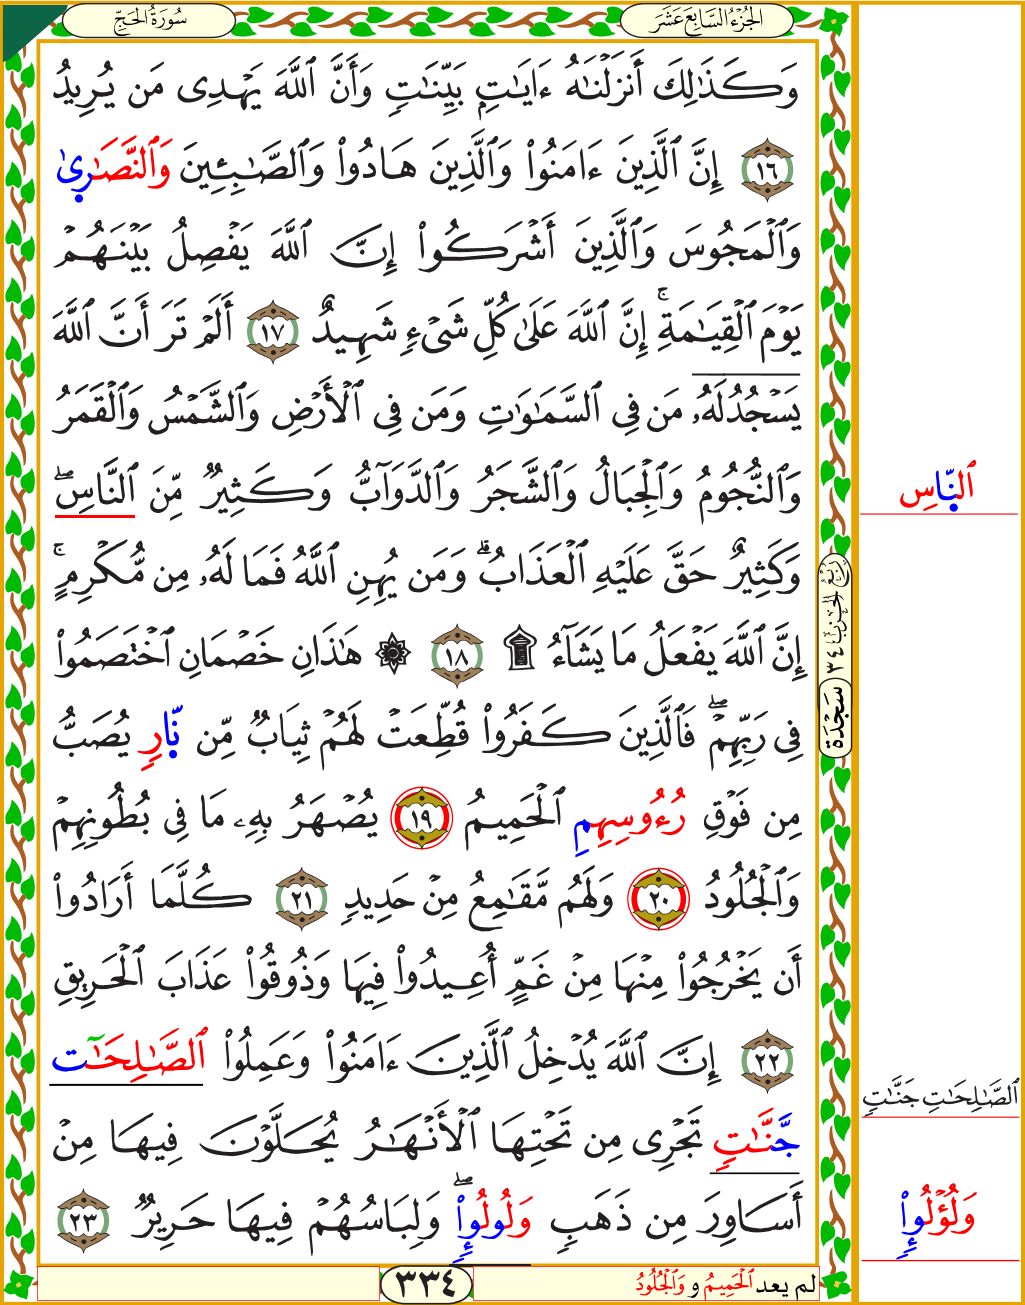 الجُزْءُ السَّابِعَ عَشَرَ
سُورَةُ الحَجِّ
وَكَذَٰلِكَ أَنزَلْنَٰهُ ءَايَٰتِۭ بَيِّنَٰتٖ وَأَنَّ ٱللَّهَ يَهْدِى مَن يُرِيدُ
١٦ إِنَّ ٱلَّذِينَ ءَامَنُوا۟ وَٱلَّذِينَ هَادُوا۟ وَٱلصَّٰبِـِٔينَ وَٱلنَّصَٰرِىٰ
وَٱلْمَجُوسَ وَٱلَّذِينَ أَشْرَكُوٓا۟ إِنَّ ٱللَّهَ يَفْصِلُ بَيْنَهُمْ
يَوْمَ ٱلْقِيَٰمَةِۚ إِنَّ ٱللَّهَ عَلَىٰ كُلِّ شَىْءٖ شَهِيدٌ ١٧ أَلَمْ تَرَ أَنَّ ٱللَّهَ
يَسْجُدُ لَهُۥ مَن فِى ٱلسَّمَٰوَٰتِ وَمَن فِى ٱلْأَرْضِ وَٱلشَّمْسُ وَٱلْقَمَرُ
وَٱلنُّجُومُ وَٱلْجِبَالُ وَٱلشَّجَرُ وَٱلدَّوَآبُّ وَكَثِيرٌ مِّنَ ٱلنَّاسِۖ
وَكَثِيرٌ حَقَّ عَلَيْهِ ٱلْعَذَابُۗ وَمَن يُهِنِ ٱللَّهُ فَمَا لَهُۥ مِن مُّكْرِمٍۚ
إِنَّ ٱللَّهَ يَفْعَلُ مَا يَشَآءُ ۩ ١٨ ۞ هَٰذَانِ خَصْمَانِ ٱخْتَصَمُوا۟
فِى رَبِّهِمْۖ فَٱلَّذِينَ كَفَرُوا۟ قُطِّعَتْ لَهُمْ ثِيَابٌ مِّن نَّارٖ يُصَبُّ
مِن فَوْقِ رُءُوسِهِمِ ٱلْحَمِيمُ ١٩ يُصْهَرُ بِهِۦ مَا فِى بُطُونِهِمْ
وَٱلْجُلُودُ ٢٠ وَلَهُم مَّقَٰمِعُ مِنْ حَدِيدٖ ٢١ كُلَّمَآ أَرَادُوٓا۟
أَن يَخْرُجُوا۟ مِنْهَا مِنْ غَمٍّ أُعِيدُوا۟ فِيهَا وَذُوقُوا۟ عَذَابَ ٱلْحَرِيقِ
٢٢ إِنَّ ٱللَّهَ يُدْخِلُ ٱلَّذِينَ ءَامَنُوا۟ وَعَمِلُوا۟ ٱلصَّٰلِحَٰٓت
جَّنَّٰتٖ تَجْرِى مِن تَحْتِهَا ٱلْأَنْهَٰرُ يُحَلَّوْنَ فِيهَا مِنْ
أَسَاوِرَ مِن ذَهَبٖ وَلُولُوإٖۖ وَلِبَاسُهُمْ فِيهَا حَرِيرٌ ٢٣
رُبْعُ الحِزْبِ ٣٤
سَجْدَة
ٱلنَّاسِ
ٱلصَّٰلِحَٰتِ جَنَّٰتٖ
وَلُؤْلُوإٖ
لم يعد ٱلْحَمِيمُ و وَٱلْجُلُودُ
٣٣٤